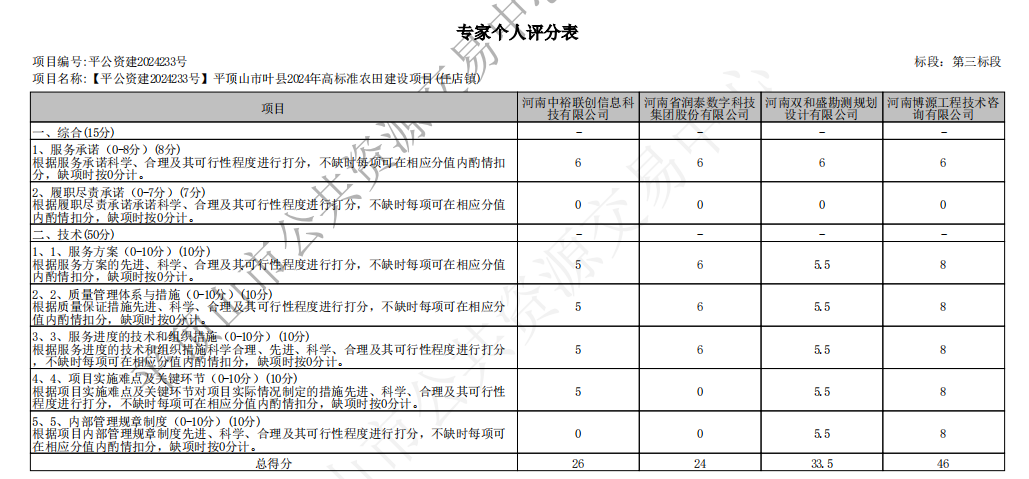 专家个人评分表
项目编号:平公资建2024233号
标段: 第三标段
项目名称:【平公资建2024233号】平顶山市叶县2024年高标准农田建设项目(任店镇)
项目 河南中裕联创信息科技有限公司 河南省润泰数字科技集团股份有限公司 河南双和盛勘测规划设计有限公司 河南博源工程技术咨询有限公司
一、综合(15分) - - - -
1、服务承诺（0-8分）(8分)
根据服务承诺科学、合理及其可行性程度进行打分，不缺时每项可在相应分值内酌情扣
分，缺项时按0分计。
6 6 6 6
2、履职尽责承诺（0-7分）(7分)
根据履职尽责承诺承诺科学、合理及其可行性程度进行打分，不缺时每项可在相应分值
内酌情扣分，缺项时按0分计。
0 0 0 0
二、技术(50分) - - - -
1、1、服务方案（0-10分）(10分)
根据服务方案的先进、科学、合理及其可行性程度进行打分，不缺时每项可在相应分值
内酌情扣分，缺项时按0分计。
5 6 5.5 8
2、2、质量管理体系与措施（0-10分）(10分)
根据质量保证措施先进、科学、合理及其可行性程度进行打分，不缺时每项可在相应分
值内酌情扣分，缺项时按0分计。
5 6 5.5 8
3、3、服务进度的技术和组织措施（0-10分）(10分)
根据服务进度的技术和组织措施科学合理、先进、科学、合理及其可行性程度进行打分
，不缺时每项可在相应分值内酌情扣分，缺项时按0分计。
5 6 5.5 8
4、4、项目实施难点及关键环节（0-10分）(10分)
根据项目实施难点及关键环节对项目实际情况制定的措施先进、科学、合理及其可行性
程度进行打分，不缺时每项可在相应分值内酌情扣分，缺项时按0分计。
5 0 5.5 8
5、5、内部管理规章制度（0-10分）(10分)
根据项目内部管理规章制度先进、科学、合理及其可行性程度进行打分，不缺时每项可
在相应分值内酌情扣分，缺项时按0分计。
0 0 5.5 8
总得分 26 24 33.5 46
平顶山市公共资源交易中心
山市公共资源交易中心